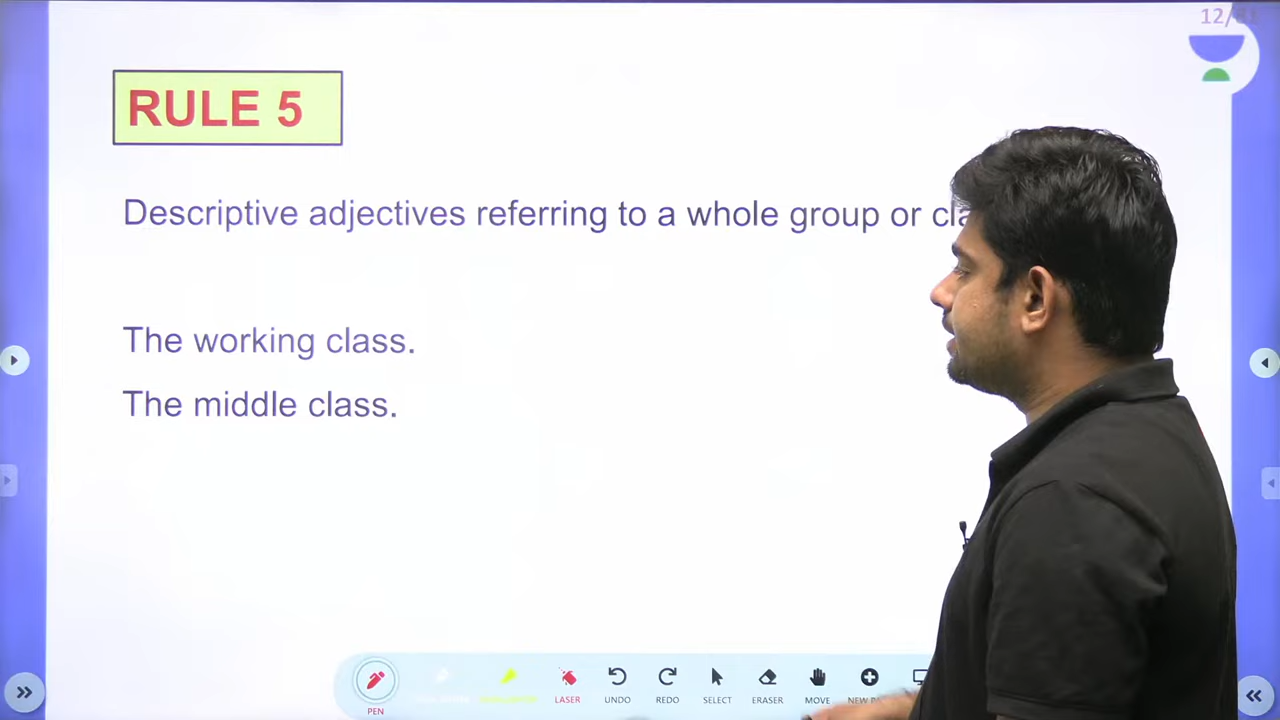 RULE 5
Descriptive adjectives referring to a whole group or
The working class.
The middle class.
PEN
LASER
UNDO
REDO
SELECT
ERASER
MOVE
NEW